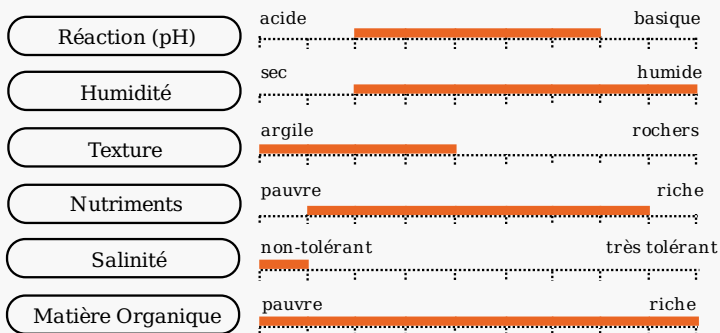 Réaction (pH) acide basique
Humidité sec humide
Texture argile rochers
Nutriments pauvre riche
Salinité non-tolérant très tolérant
Matière Organique pauvre riche